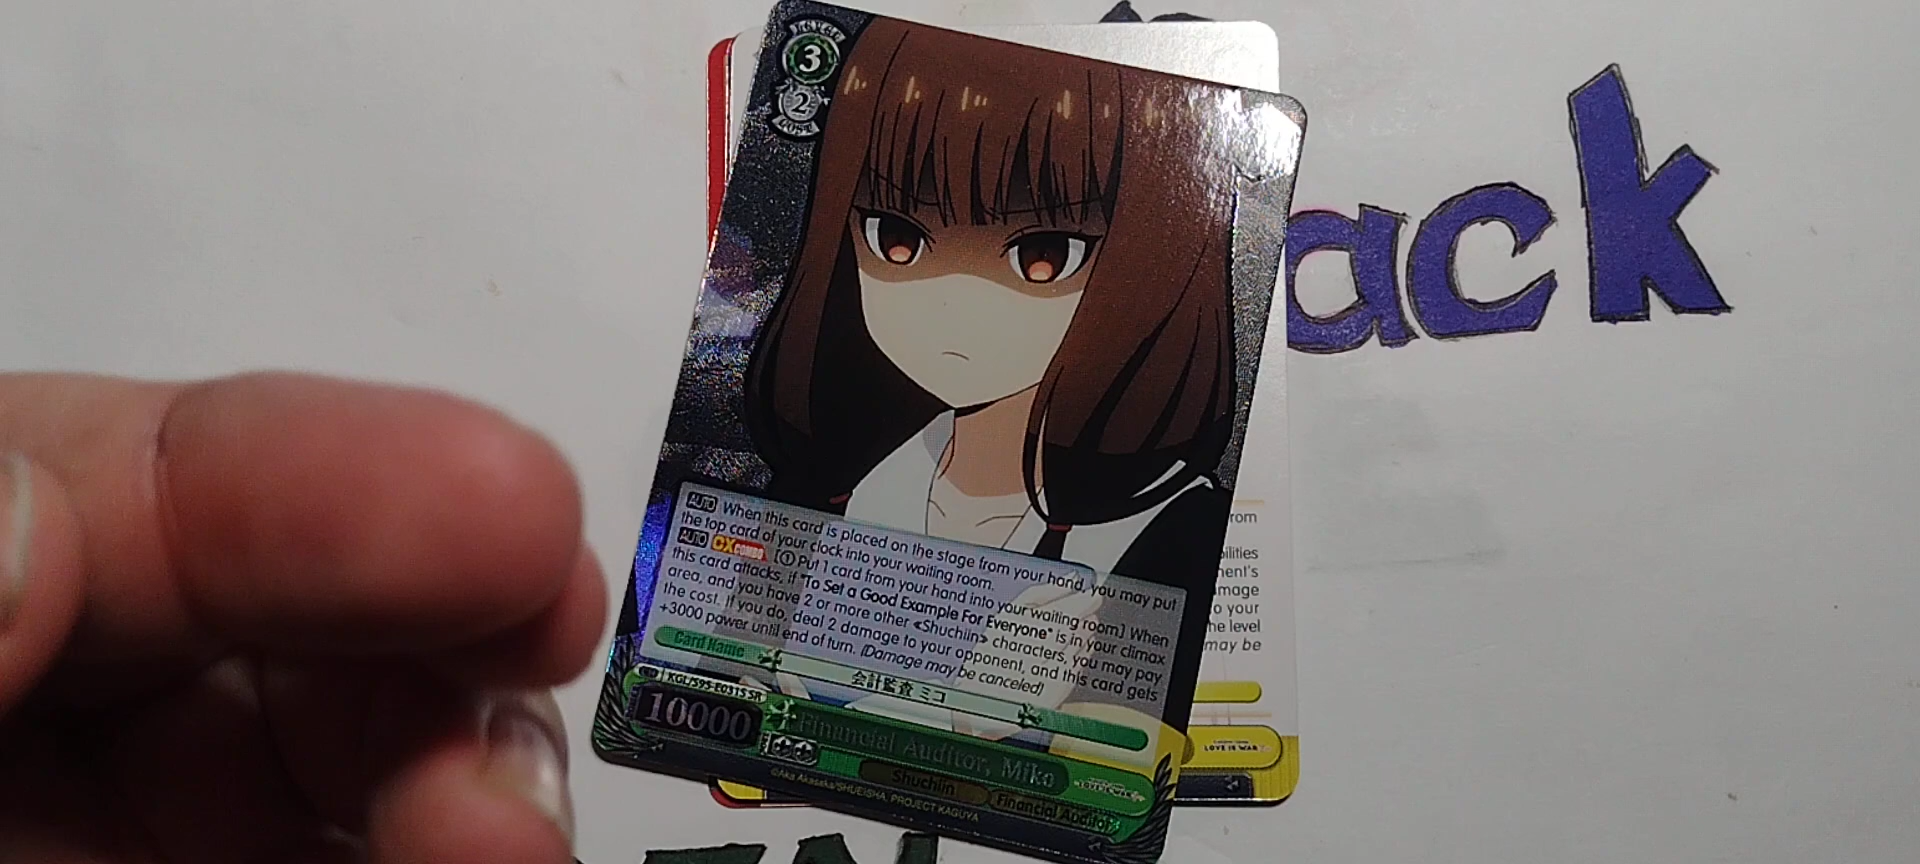 LEVEL
3
2
COST
ack
AUTO When this card is placed on the stage from your hand, you may put
the top card of your clock into your waiting room.
AUTO CX COMBO [① Put 1 card from your hand into your waiting room] When
this card attacks, if "To Set a Good Example For Everyone" is in your climax
area, and you have 2 or more other «Shuchiin» characters, you may pay
the cost. If you do, deal 2 damage to your opponent, and this card gets
+3000 power until end of turn. (Damage may be canceled)
Card Name
会計監査 ミコ
KGL/S95-E031S SR
10000
Financial Auditor, Miko
Shuchiin
Financial Auditor
©Aka Akasaka/SHUEISHA, PROJECT KAGUYA
rom
ilities
ent's
mage
o your
he level
may be
LOVE IS WAR